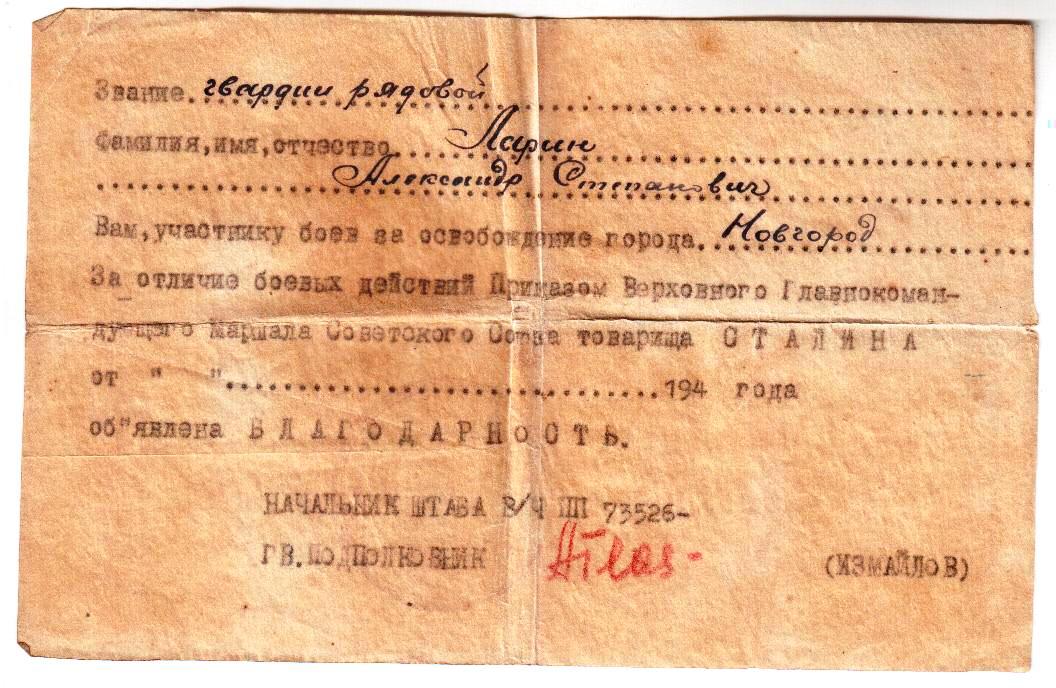 Звание гвардии рядовой
Фамилия,имя,отчество Ларин
Александр Степанович
Вам,участнику боев за освобождение города Новгород
За отличие боевых действий Приказом Верховного Главнокоман-
дующего Маршала Советского Союза товарища С Т А Л И Н А
от " "................................194 года
об"явлена Б Л А Г О Д А Р Н О С Т Ь.
НАЧАЛЬНИК ШТАБА В/Ч ПП 73526-
ГВ.ПОДПОЛКОВНИК (ИЗМАЙЛОВ)